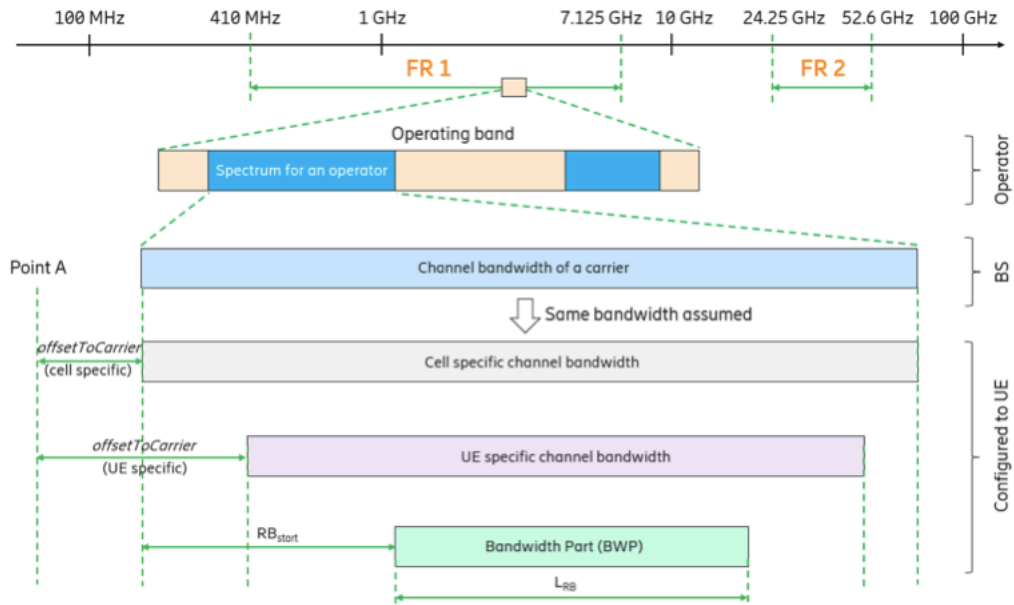 100 MHz 410 MHz 1 GHz 7.125 GHz 10 GHz 24.25 GHz 52.6 GHz 100 GHz
FR 1 FR 2
Operating band
Spectrum for an operator
Operator
Point A
Channel bandwidth of a carrier
BS
Same bandwidth assumed
offsetToCarrier
(cell specific)
Cell specific channel bandwidth
offsetToCarrier
(UE specific)
UE specific channel bandwidth
Configured to UE
RBstart
Bandwidth Part (BWP)
LRB